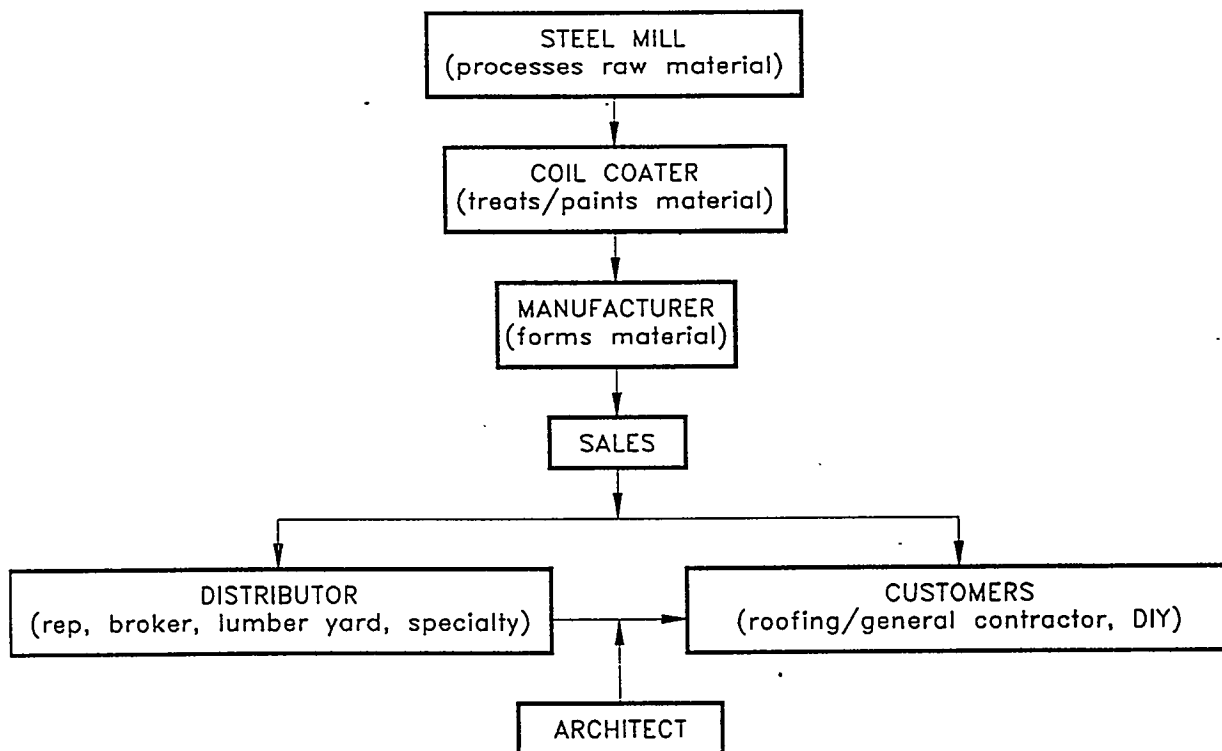 STEEL MILL
(processes raw material)
COIL COATER
(treats/paints material)
MANUFACTURER
(forms material)
SALES
DISTRIBUTOR
(rep, broker, lumber yard, specialty)
CUSTOMERS
(roofing/general contractor, DIY)
ARCHITECT